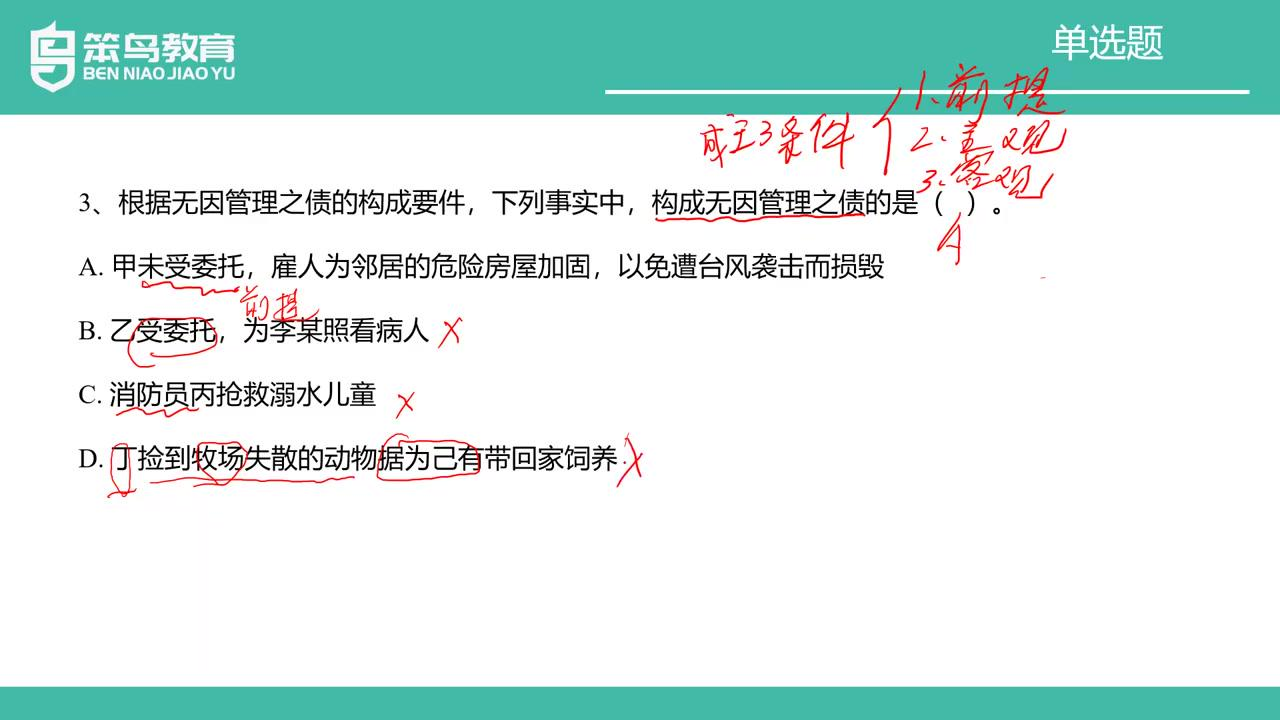 笨鸟教育
BEN NIAO JIAO YU
单选题
成立3条件
1、前提
2、主观
3、客观
3、根据无因管理之债的构成要件，下列事实中，构成无因管理之债的是（ ）。
A
A. 甲未受委托，雇人为邻居的危险房屋加固，以免遭台风袭击而损毁
前提
B. 乙受委托，为李某照看病人 ×
C. 消防员丙抢救溺水儿童 ×
D. 丁捡到牧场失散的动物据为己有带回家饲养 ×